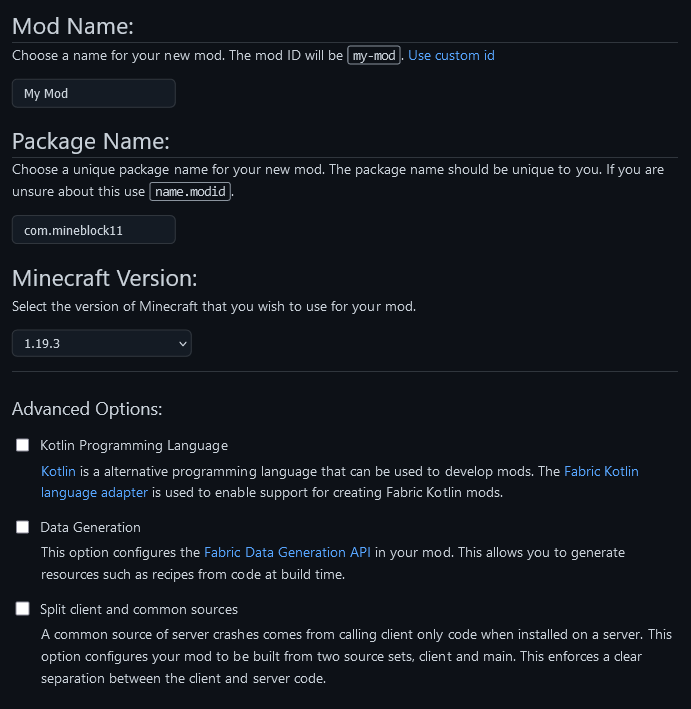 Mod Name:
Choose a name for your new mod. The mod ID will be my-mod. Use custom id
My Mod
Package Name:
Choose a unique package name for your new mod. The package name should be unique to you. If you are
unsure about this use name.modid.
com.mineblock11
Minecraft Version:
Select the version of Minecraft that you wish to use for your mod.
1.19.3
Advanced Options:
Kotlin Programming Language
Kotlin is a alternative programming language that can be used to develop mods. The Fabric Kotlin
language adapter is used to enable support for creating Fabric Kotlin mods.
Data Generation
This option configures the Fabric Data Generation API in your mod. This allows you to generate
resources such as recipes from code at build time.
Split client and common sources
A common source of server crashes comes from calling client only code when installed on a server. This
option configures your mod to be built from two source sets, client and main. This enforces a clear
separation between the client and server code.